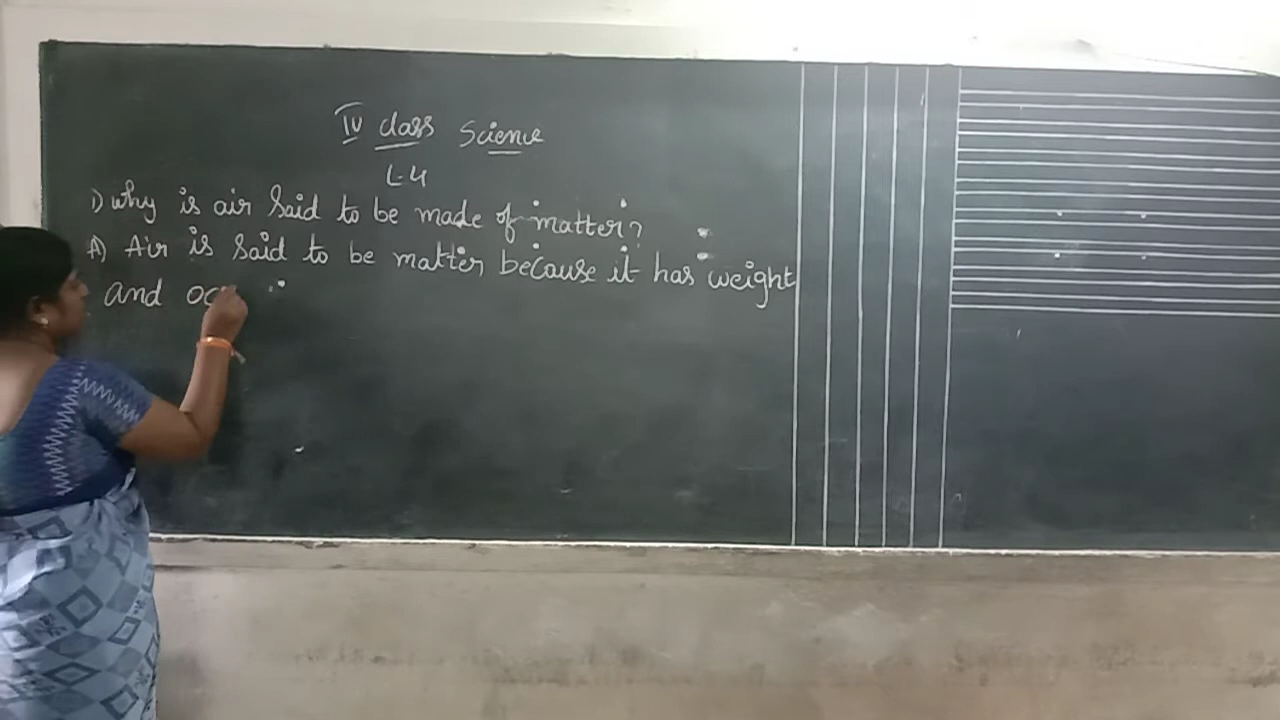 IV class Science
L-4
1) Why is air said to be made of matter?
A) Air is said to be matter because it has weight
and occ